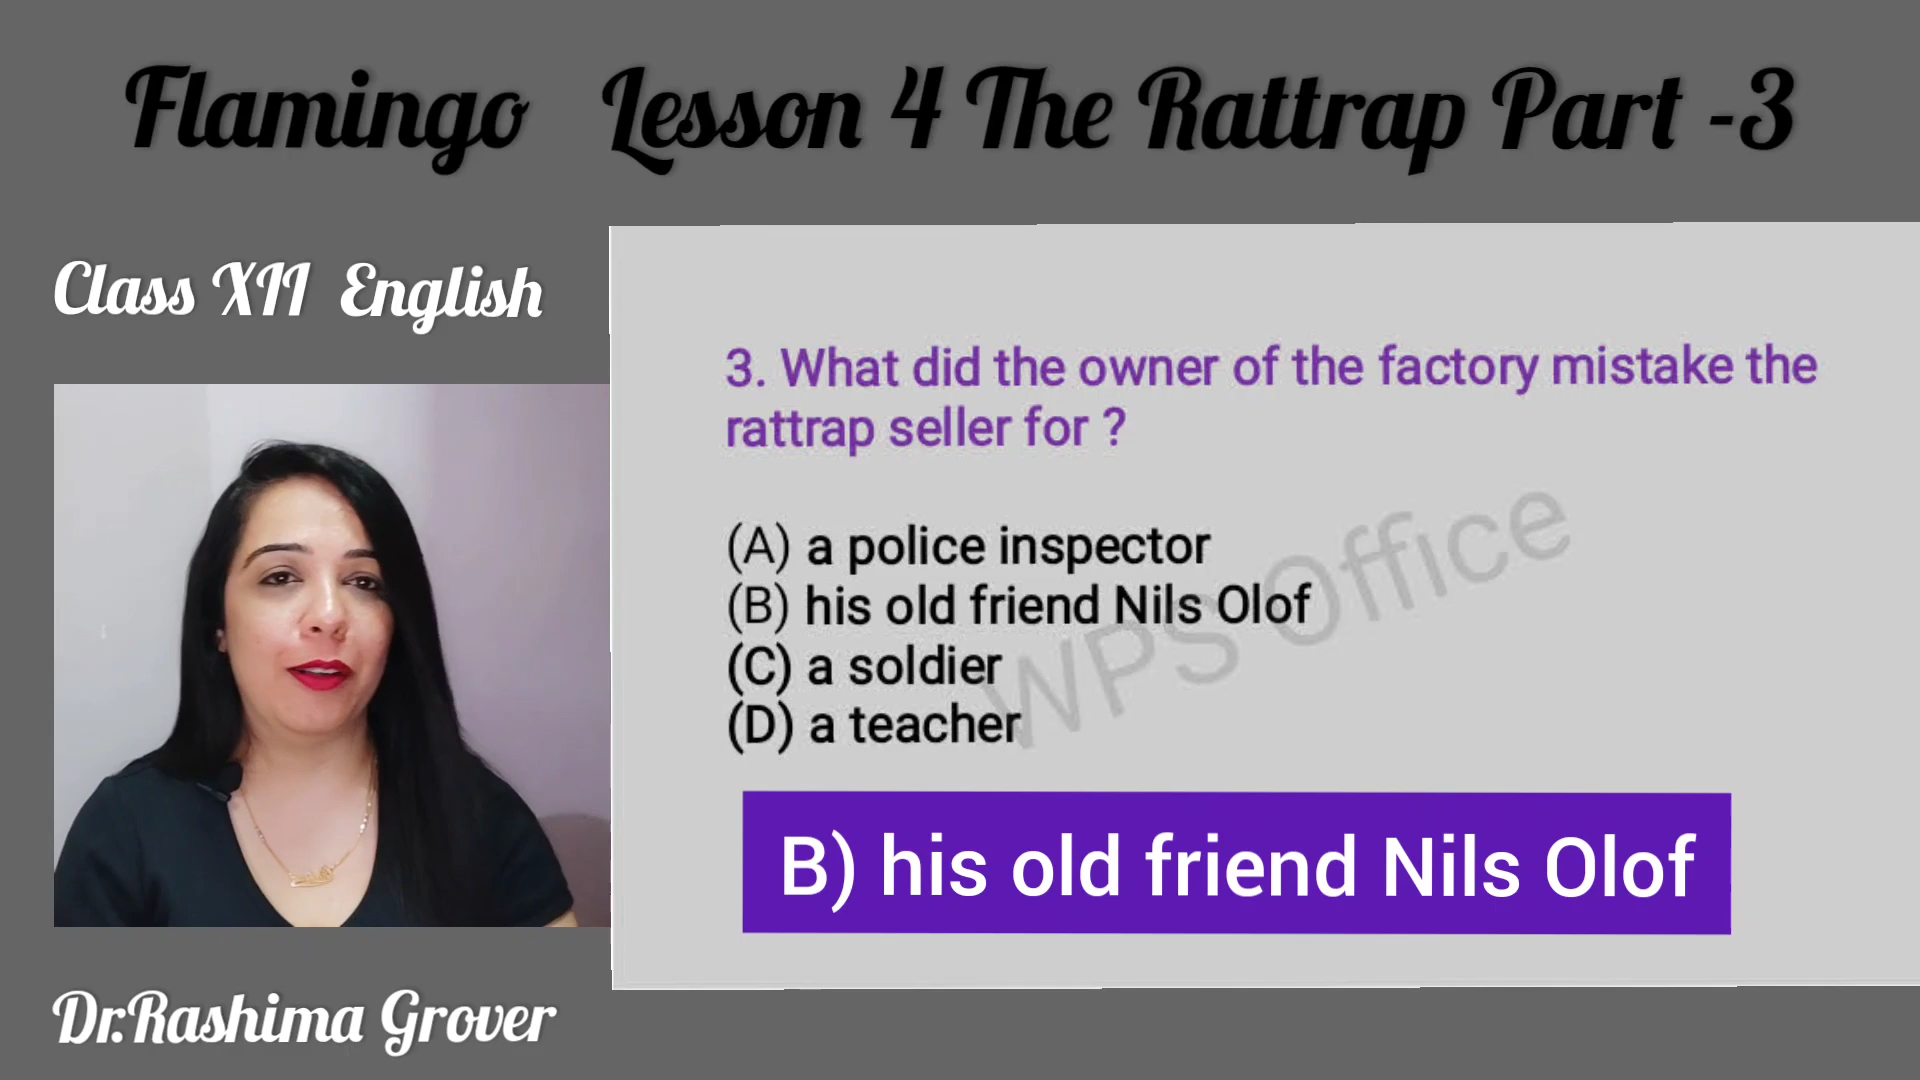 Flamingo Lesson 4 The Rattrap Part -3
Class XII English
3. What did the owner of the factory mistake the
rattrap seller for ?
(A) a police inspector
(B) his old friend Nils Olof
(C) a soldier
(D) a teacher
WPS Office
B) his old friend Nils Olof
Dr.Rashima Grover